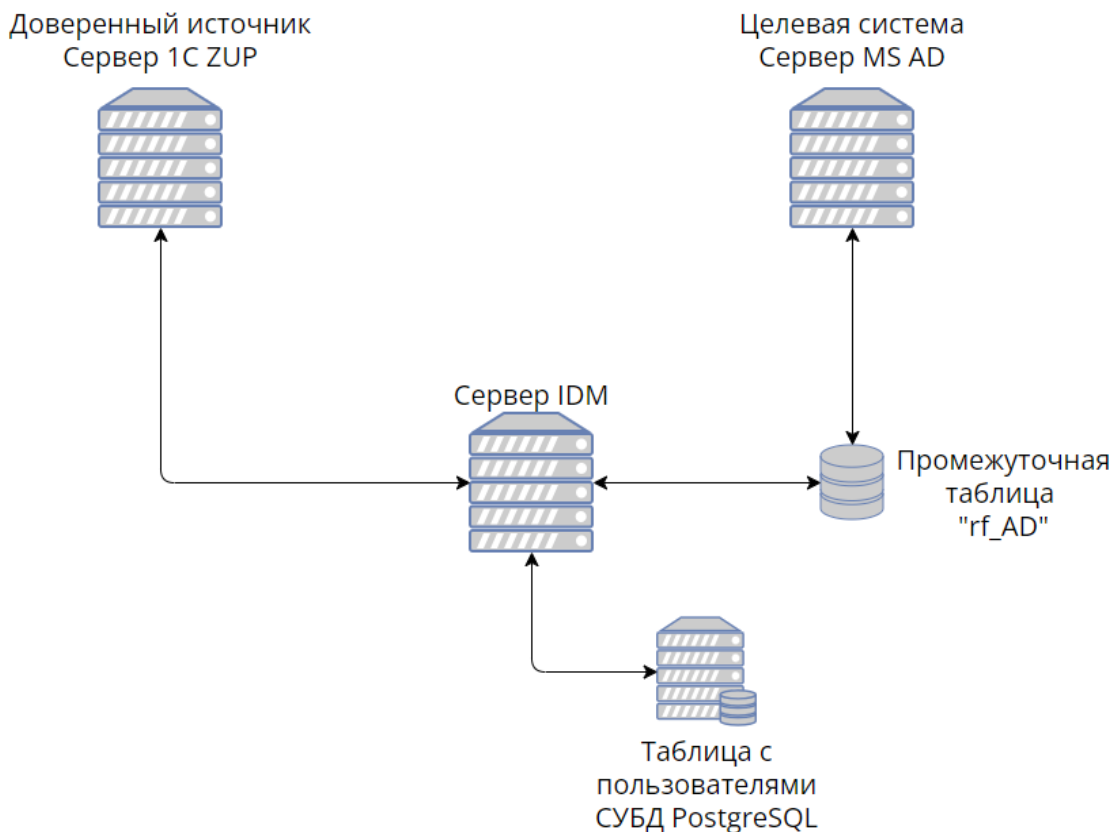 Доверенный источник
Сервер 1С ZUP
Целевая система
Сервер MS AD
Сервер IDM
Промежуточная
таблица
"rf_AD"
Таблица с
пользователями
СУБД PostgreSQL